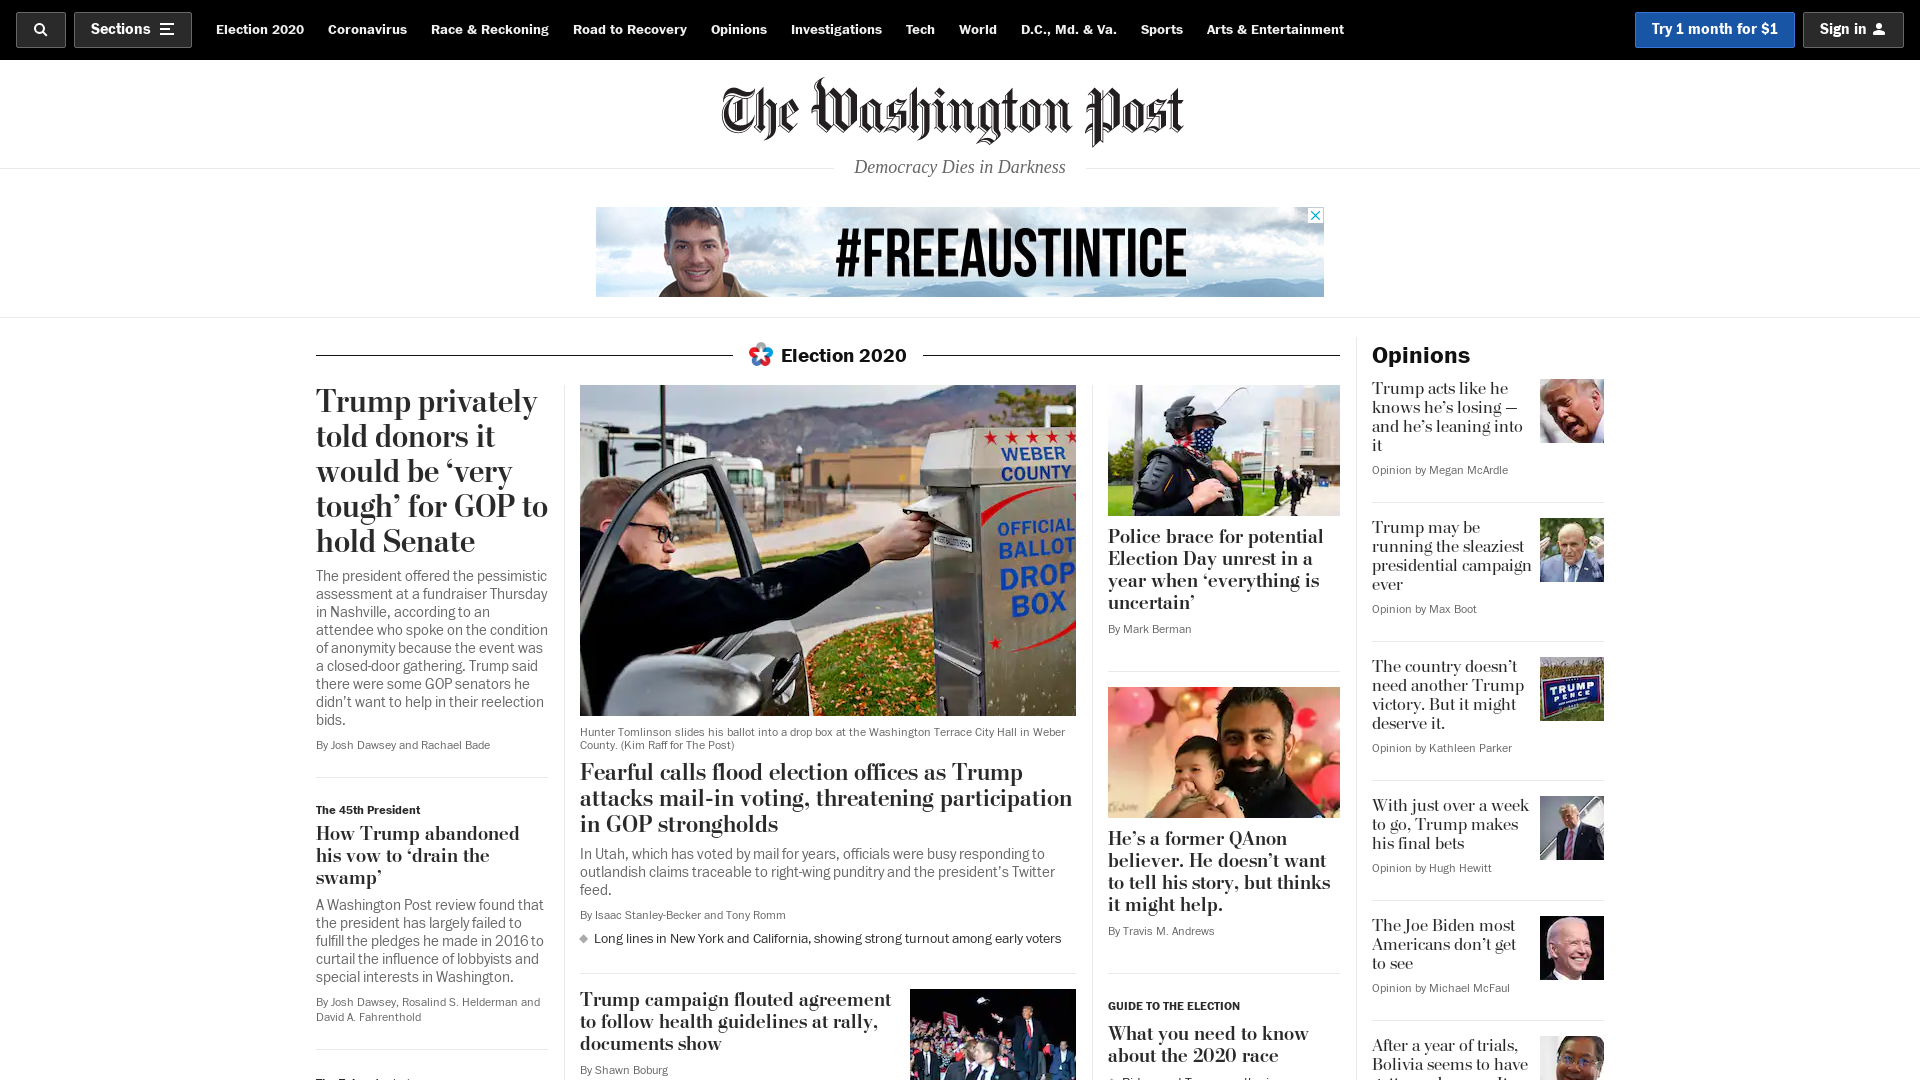 Sections
Election 2020
Coronavirus
Race & Reckoning
Road to Recovery
Opinions
Investigations
Tech
World
D.C., Md. & Va.
Sports
Arts & Entertainment
Try 1 month for $1
Sign in
The Washington Post
Democracy Dies in Darkness
#FREEAUSTINTICE
Election 2020
Trump privately
told donors it
would be ‘very
tough’ for GOP to
hold Senate
The president offered the pessimistic
assessment at a fundraiser Thursday
in Nashville, according to an
attendee who spoke on the condition
of anonymity because the event was
a closed-door gathering. Trump said
there were some GOP senators he
didn't want to help in their reelection
bids.
By Josh Dawsey and Rachael Bade
The 45th President
How Trump abandoned
his vow to ‘drain the
swamp’
A Washington Post review found that
the president has largely failed to
fulfill the pledges he made in 2016 to
curtail the influence of lobbyists and
special interests in Washington.
By Josh Dawsey, Rosalind S. Helderman and
David A. Fahrenthold
WEBER
COUNTY
OFFICIAL
BALLOT
DROP
BOX
Hunter Tomlinson slides his ballot into a drop box at the Washington Terrace City Hall in Weber
County. (Kim Raff for The Post)
Fearful calls flood election offices as Trump
attacks mail-in voting, threatening participation
in GOP strongholds
In Utah, which has voted by mail for years, officials were busy responding to
outlandish claims traceable to right-wing punditry and the president's Twitter
feed.
By Isaac Stanley-Becker and Tony Romm
Long lines in New York and California, showing strong turnout among early voters
Trump campaign flouted agreement
to follow health guidelines at rally,
documents show
By Shawn Boburg
Police brace for potential
Election Day unrest in a
year when ‘everything is
uncertain’
By Mark Berman
He’s a former QAnon
believer. He doesn’t want
to tell his story, but thinks
it might help.
By Travis M. Andrews
GUIDE TO THE ELECTION
What you need to know
about the 2020 race
Opinions
Trump acts like he
knows he’s losing —
and he’s leaning into
it
Opinion by Megan McArdle
Trump may be
running the sleaziest
presidential campaign
ever
Opinion by Max Boot
The country doesn’t
need another Trump
victory. But it might
deserve it.
Opinion by Kathleen Parker
TRUMP
PENCE
With just over a week
to go, Trump makes
his final bets
Opinion by Hugh Hewitt
The Joe Biden most
Americans don’t get
to see
Opinion by Michael McFaul
After a year of trials,
Bolivia seems to have